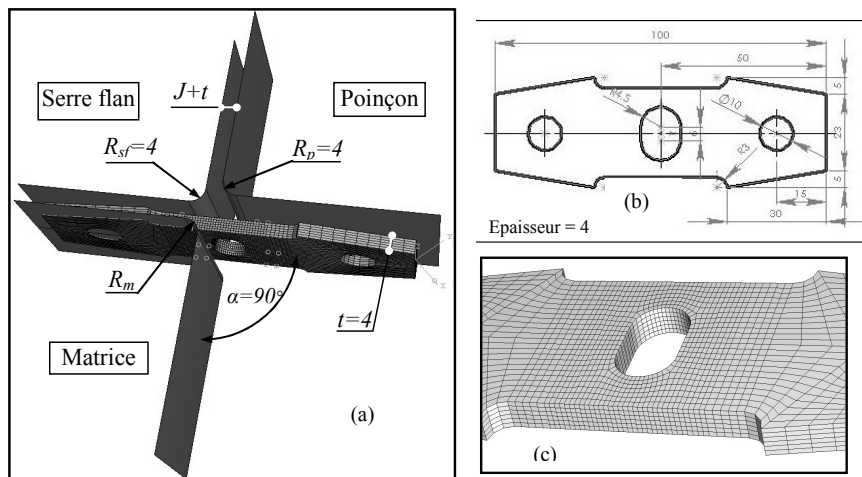 Serre flan
J+t
Poinçon
R_sf=4
R_p=4
R_m
α=90°
t=4
Matrice
(a)
Y
X
100
50
R4.5
Ø10
5
6
23
R3
5
15
30
(b)
Epaisseur = 4
(c)